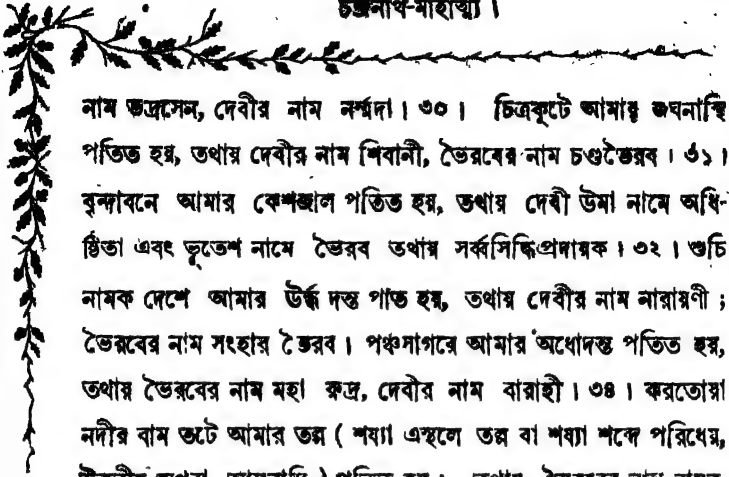 চন্দ্রনাথ-মাহাত্ম্য ।
নাম ভদ্রসেন, দেবীর নাম নর্ম্মদা । ৩০ । চিত্রকূটে আমার জঘনাস্থি
পতিত হয়, তথায় দেবীর নাম শিবানী, ভৈরবের নাম চণ্ডভৈরব । ৩১ ।
বৃন্দাবনে আমার কেশজাল পতিত হয়, তথায় দেবী উমা নামে অধি-
ষ্ঠিতা এবং ভূতেশ নামে ভৈরব তথায় সর্ব্বসিদ্ধিপ্রদায়ক । ৩২ । শুচি
নামক দেশে আমার উর্দ্ধ দন্ত পাত হয়, তথায় দেবীর নাম নারায়ণী ;
ভৈরবের নাম সংহার ভৈরব । পঞ্চসাগরে আমার অধোদন্ত পতিত হয়,
তথায় ভৈরবের নাম মহা রুদ্র, দেবীর নাম বারাহী । ৩৪ । করতোয়া
নদীর বাম তটে আমার তল্প ( শয্যা এস্থলে তল্প বা শয্যা শব্দে পরিধেয়,